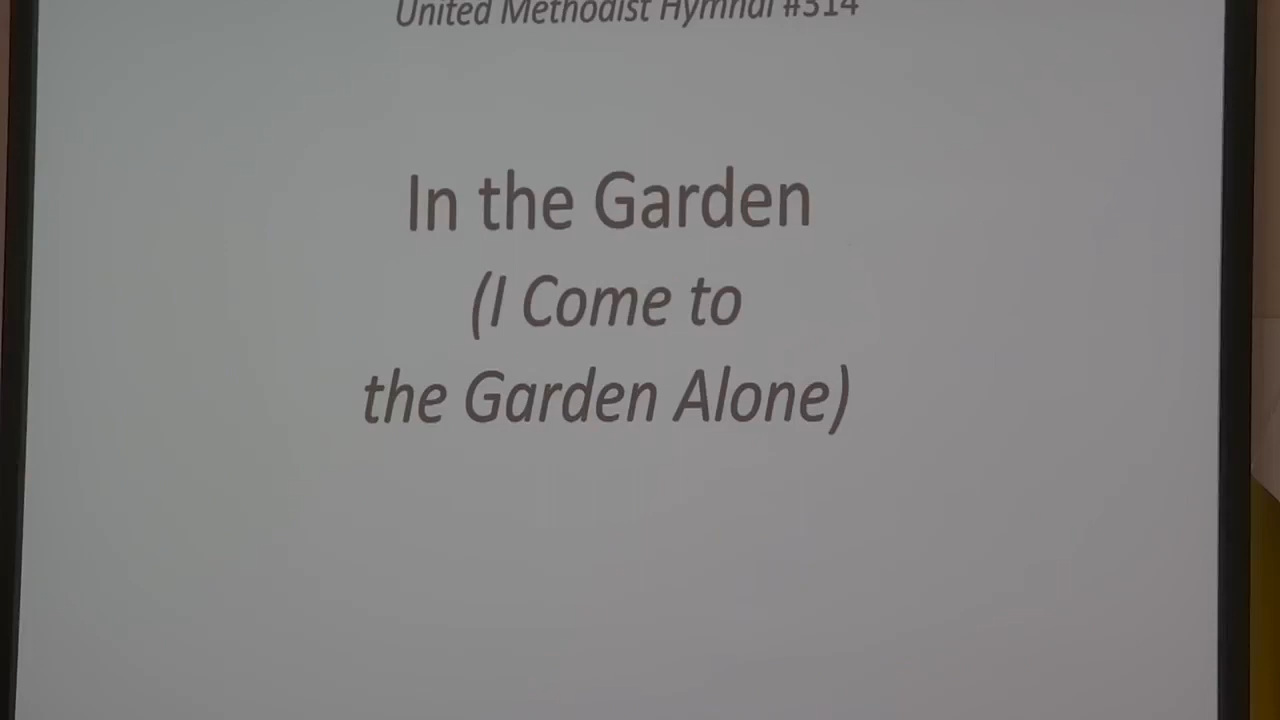 United Methodist Hymnal #314
In the Garden
(I Come to
the Garden Alone)